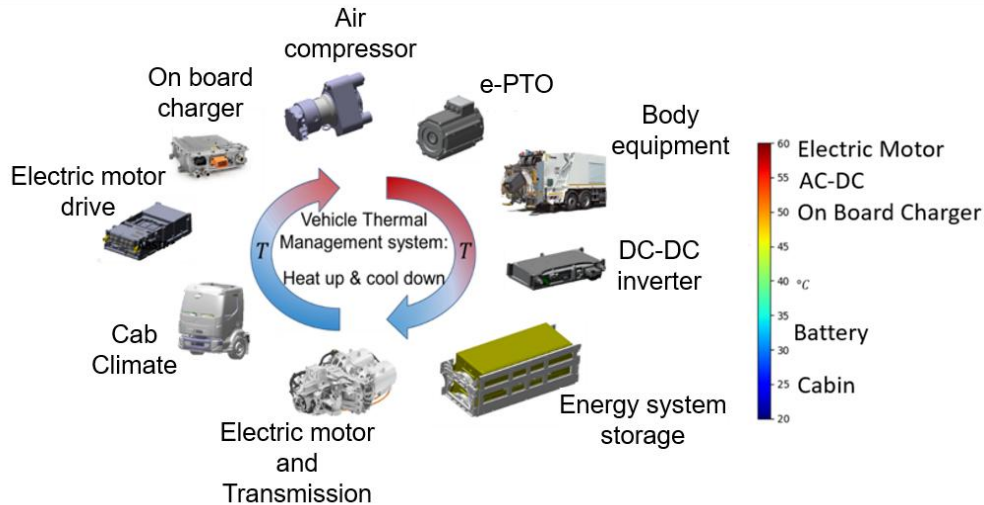 Air
compressor
On board
charger
e-PTO
Body
equipment
Electric motor
drive
Vehicle Thermal
Management system:
Heat up & cool down
T
T
DC-DC
inverter
Cab
Climate
Electric motor
and
Transmission
Energy system
storage
60
55
50
45
40
35
30
25
20
°C
Electric Motor
AC-DC
On Board Charger
Battery
Cabin